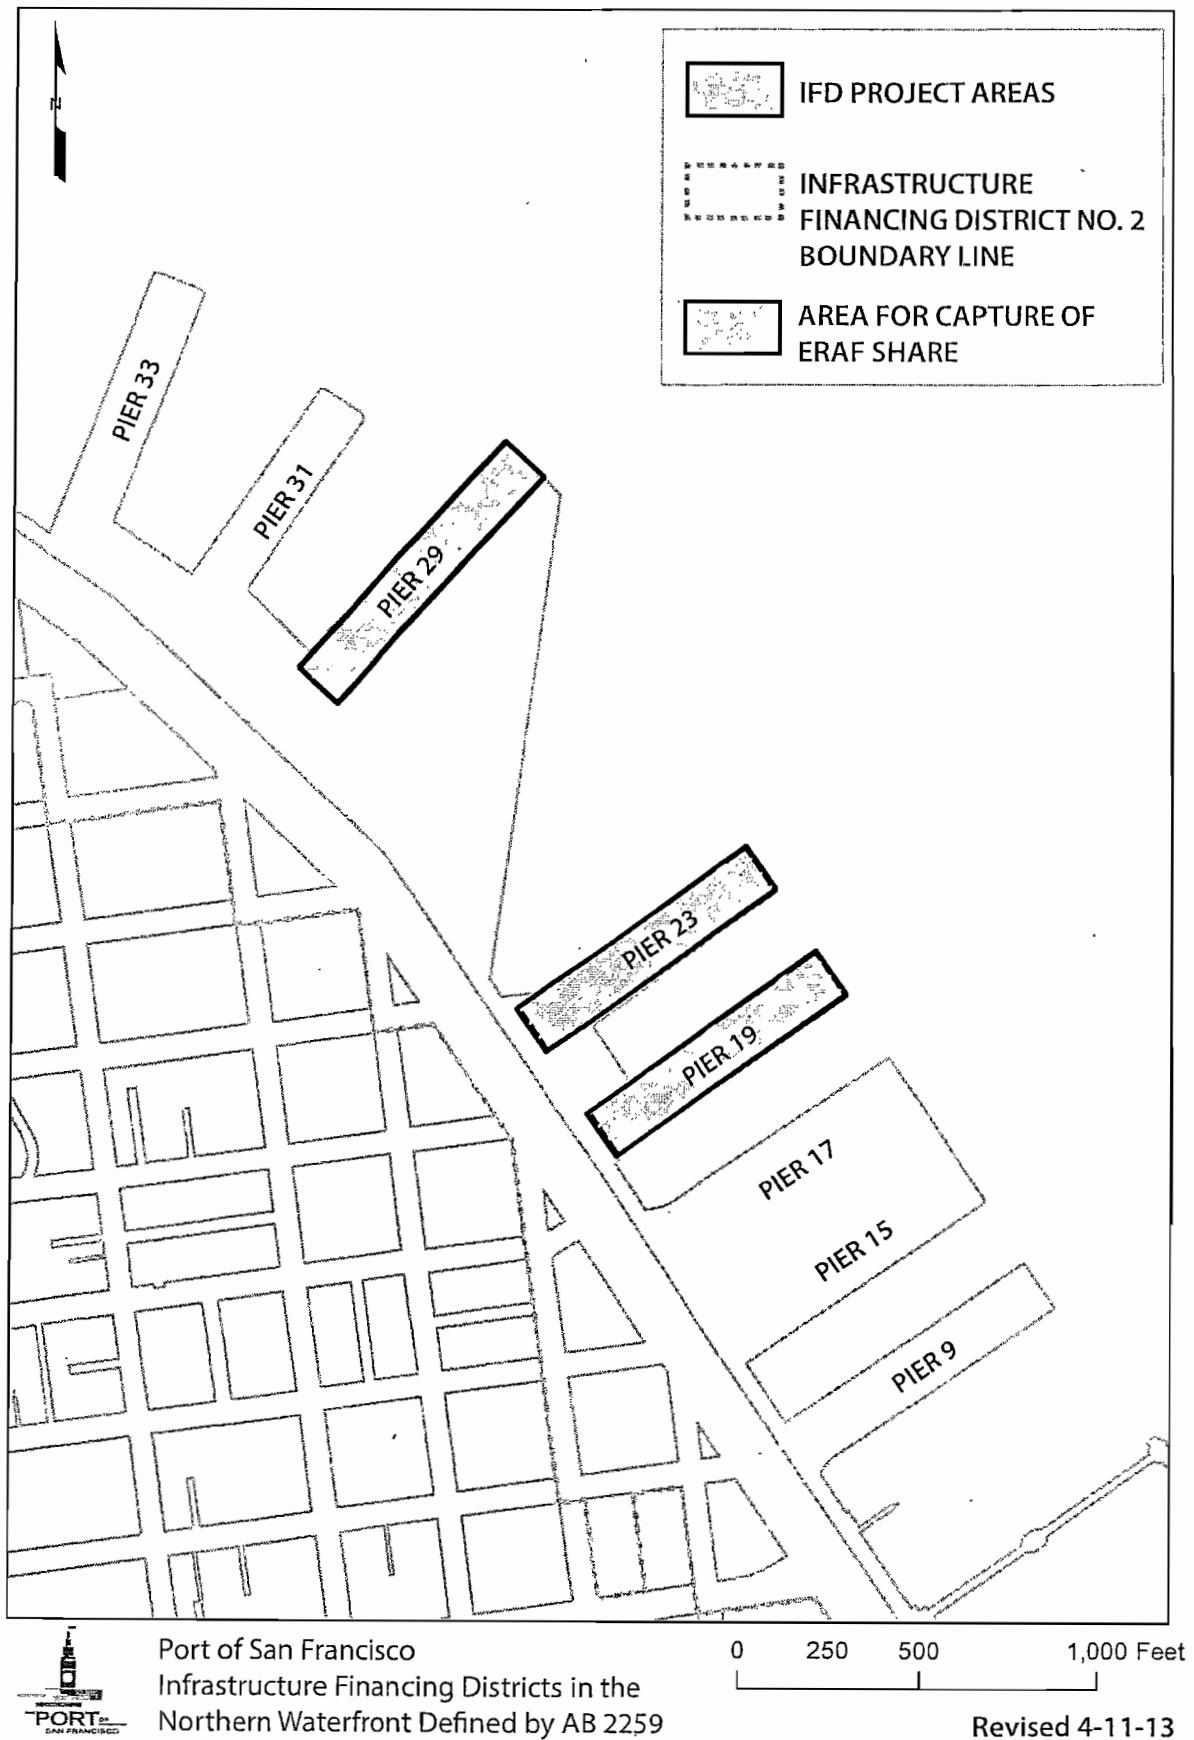 N
IFD PROJECT AREAS
INFRASTRUCTURE
FINANCING DISTRICT NO. 2
BOUNDARY LINE
AREA FOR CAPTURE OF
ERAF SHARE
PIER 33
PIER 31
PIER 29
PIER 23
PIER 19
PIER 17
PIER 15
PIER 9
PORT OF
SAN FRANCISCO
Port of San Francisco
Infrastructure Financing Districts in the
Northern Waterfront Defined by AB 2259
0 250 500 1,000 Feet
Revised 4-11-13